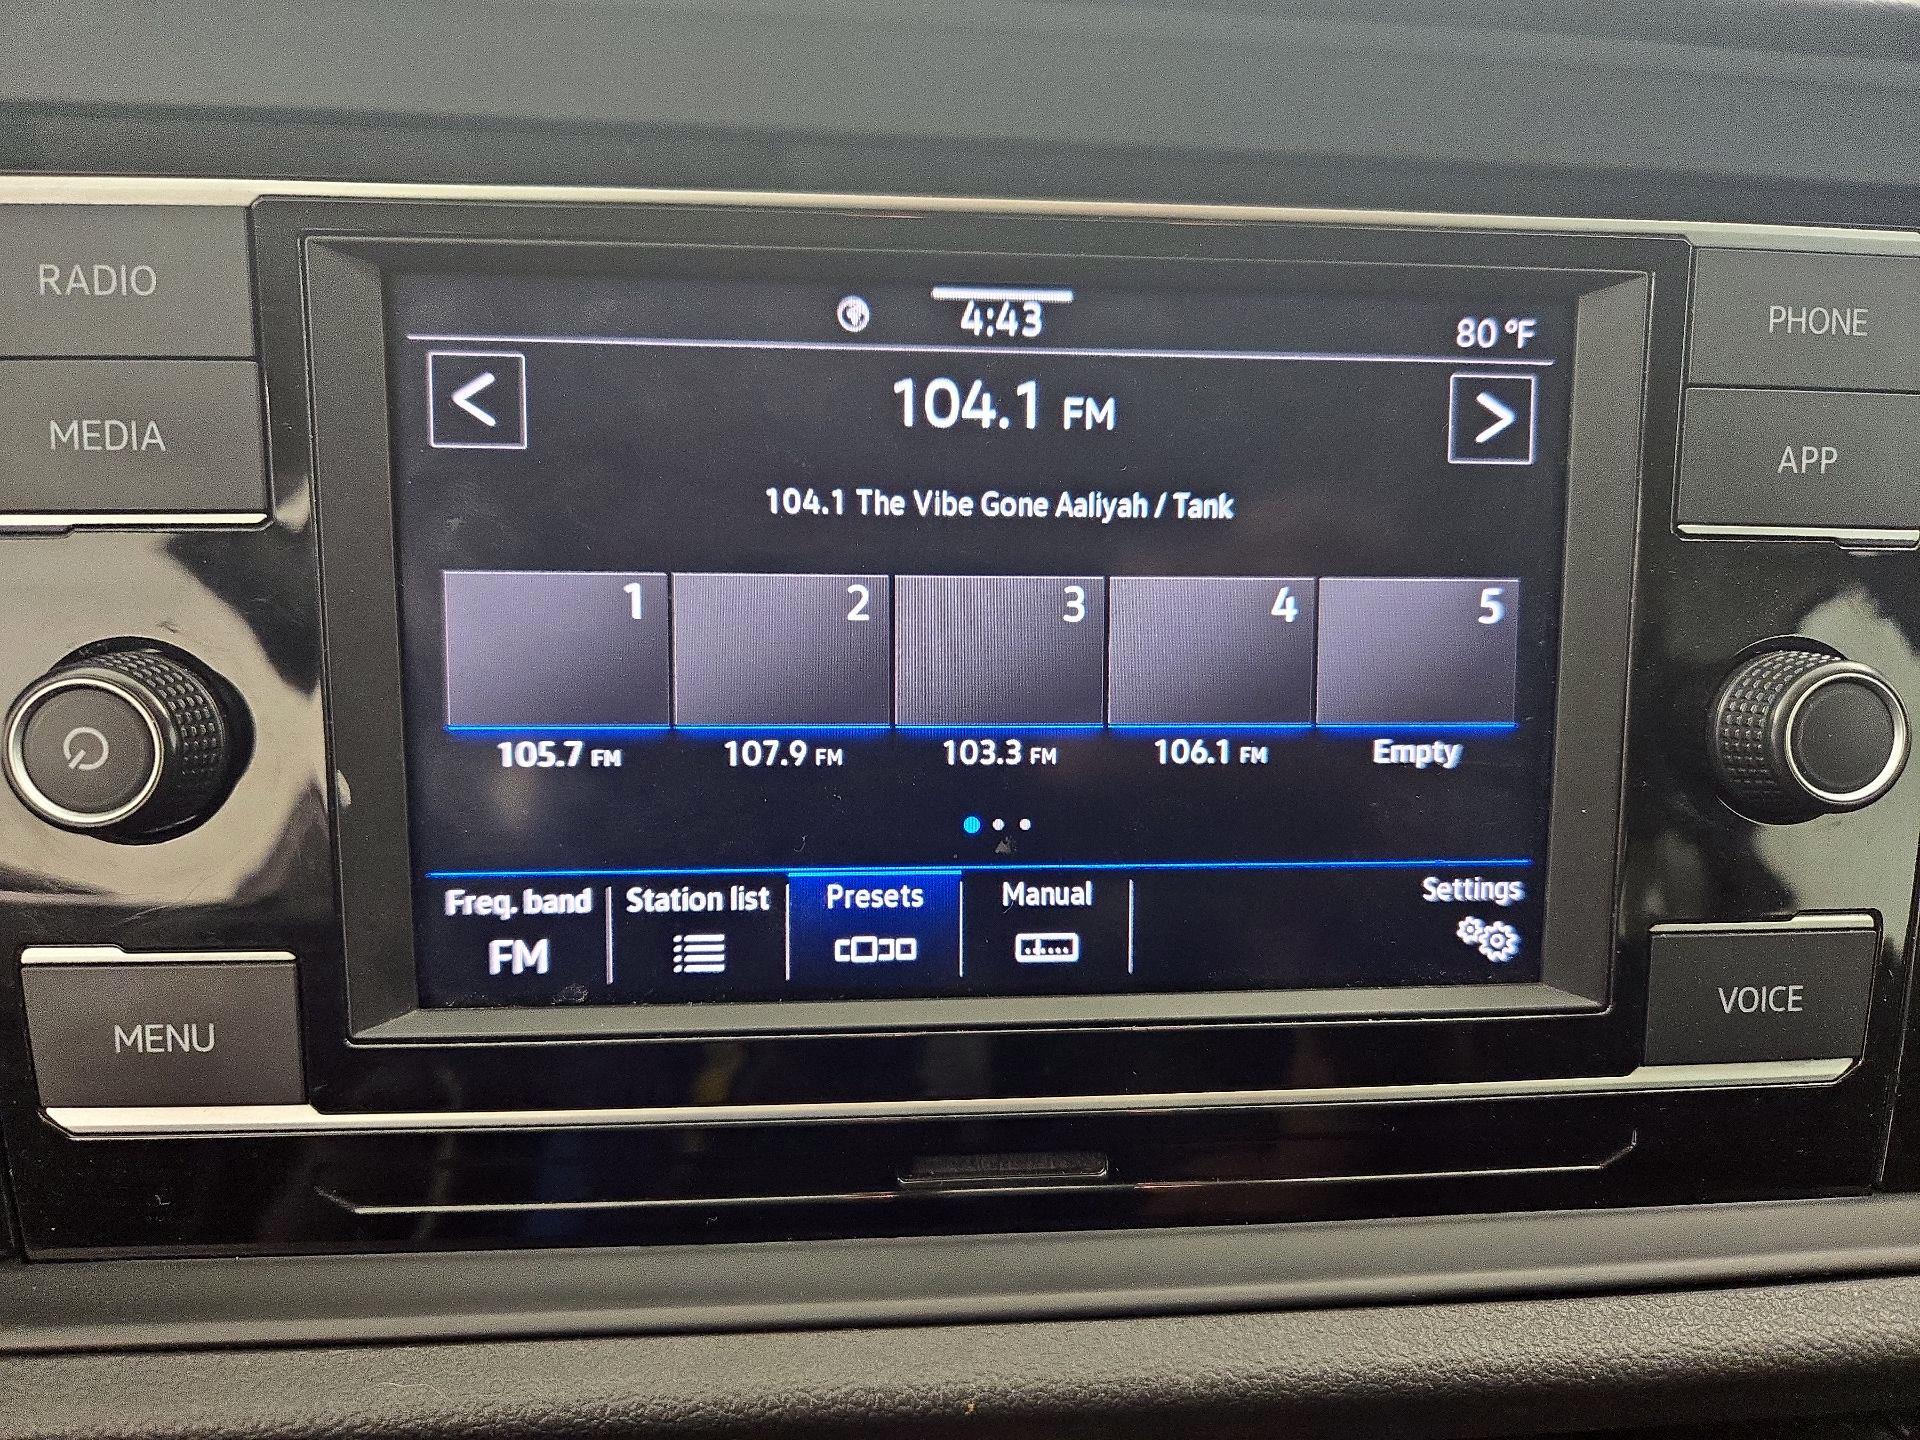 RADIO
MEDIA
MENU
4:43
80 °F
<
104.1 FM
>
104.1 The Vibe Gone Aaliyah / Tank
1 2 3 4 5
105.7 FM 107.9 FM 103.3 FM 106.1 FM Empty
Freq. band Station list Presets Manual Settings
FM
PHONE
APP
VOICE